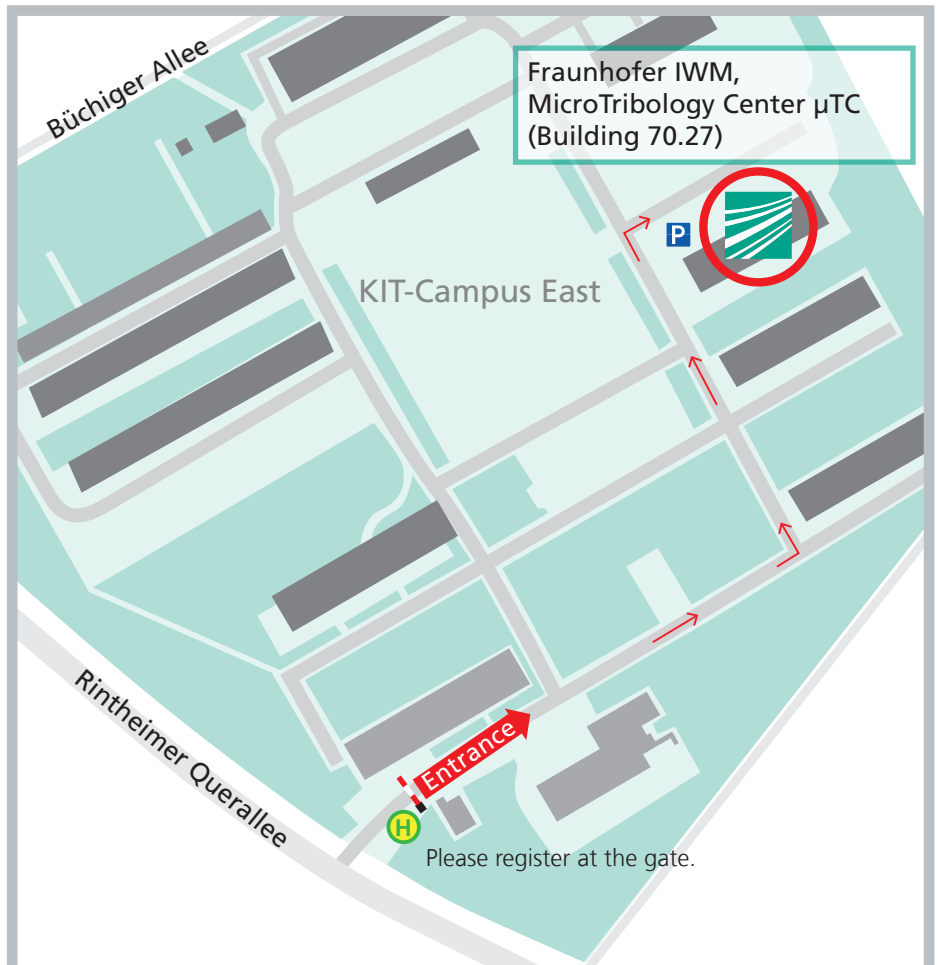 Büchiger Allee
Fraunhofer IWM,
MicroTribology Center µTC
(Building 70.27)
P
KIT-Campus East
Rintheimer Querallee
Entrance
H
Please register at the gate.